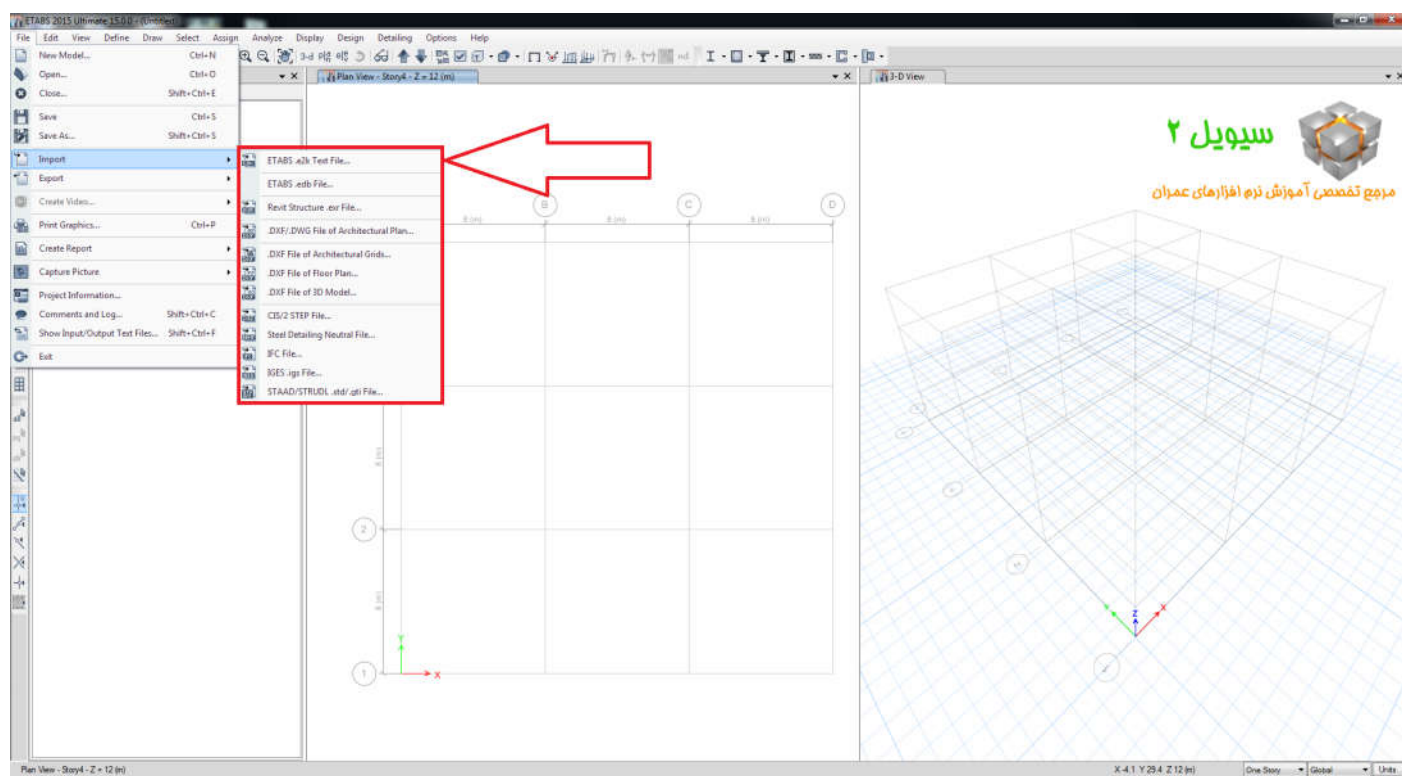 ETABS 2015 Ultimate 15.0.0 - (Untitled)
File Edit View Define Draw Select Assign Analyze Display Design Detailing Options Help
New Model... Ctrl+N
Open... Ctrl+O
Close... Shift+Ctrl+E
Save Ctrl+S
Save As... Shift+Ctrl+S
Import
Export
Create Video...
Print Graphics... Ctrl+P
Create Report
Capture Picture
Project Information...
Comments and Log... Shift+Ctrl+C
Show Input/Output Text Files... Shift+Ctrl+F
Exit
ETABS .e2k Text File...
ETABS .edb File...
Revit Structure .exr File...
.DXF/.DWG File of Architectural Plan...
.DXF File of Architectural Grids...
.DXF File of Floor Plan...
.DXF File of 3D Model...
CIS/2 STEP File...
Steel Detailing Neutral File...
IFC File...
IGES .igs File...
STAAD/STRUDL .std/.gti File...
Plan View - Story4 - Z = 12 (m)
B C D
8 (m) 8 (m) 8 (m)
8 (m)
2
8 (m)
Y
1
X
3-D View
سیویل ۲
مرجع تخصصی آموزش نرم افزارهای عمران
Y Z X
Plan View - Story4 - Z = 12 (m)
X -4.1 Y 29.4 Z 12 (m) One Story Global Units